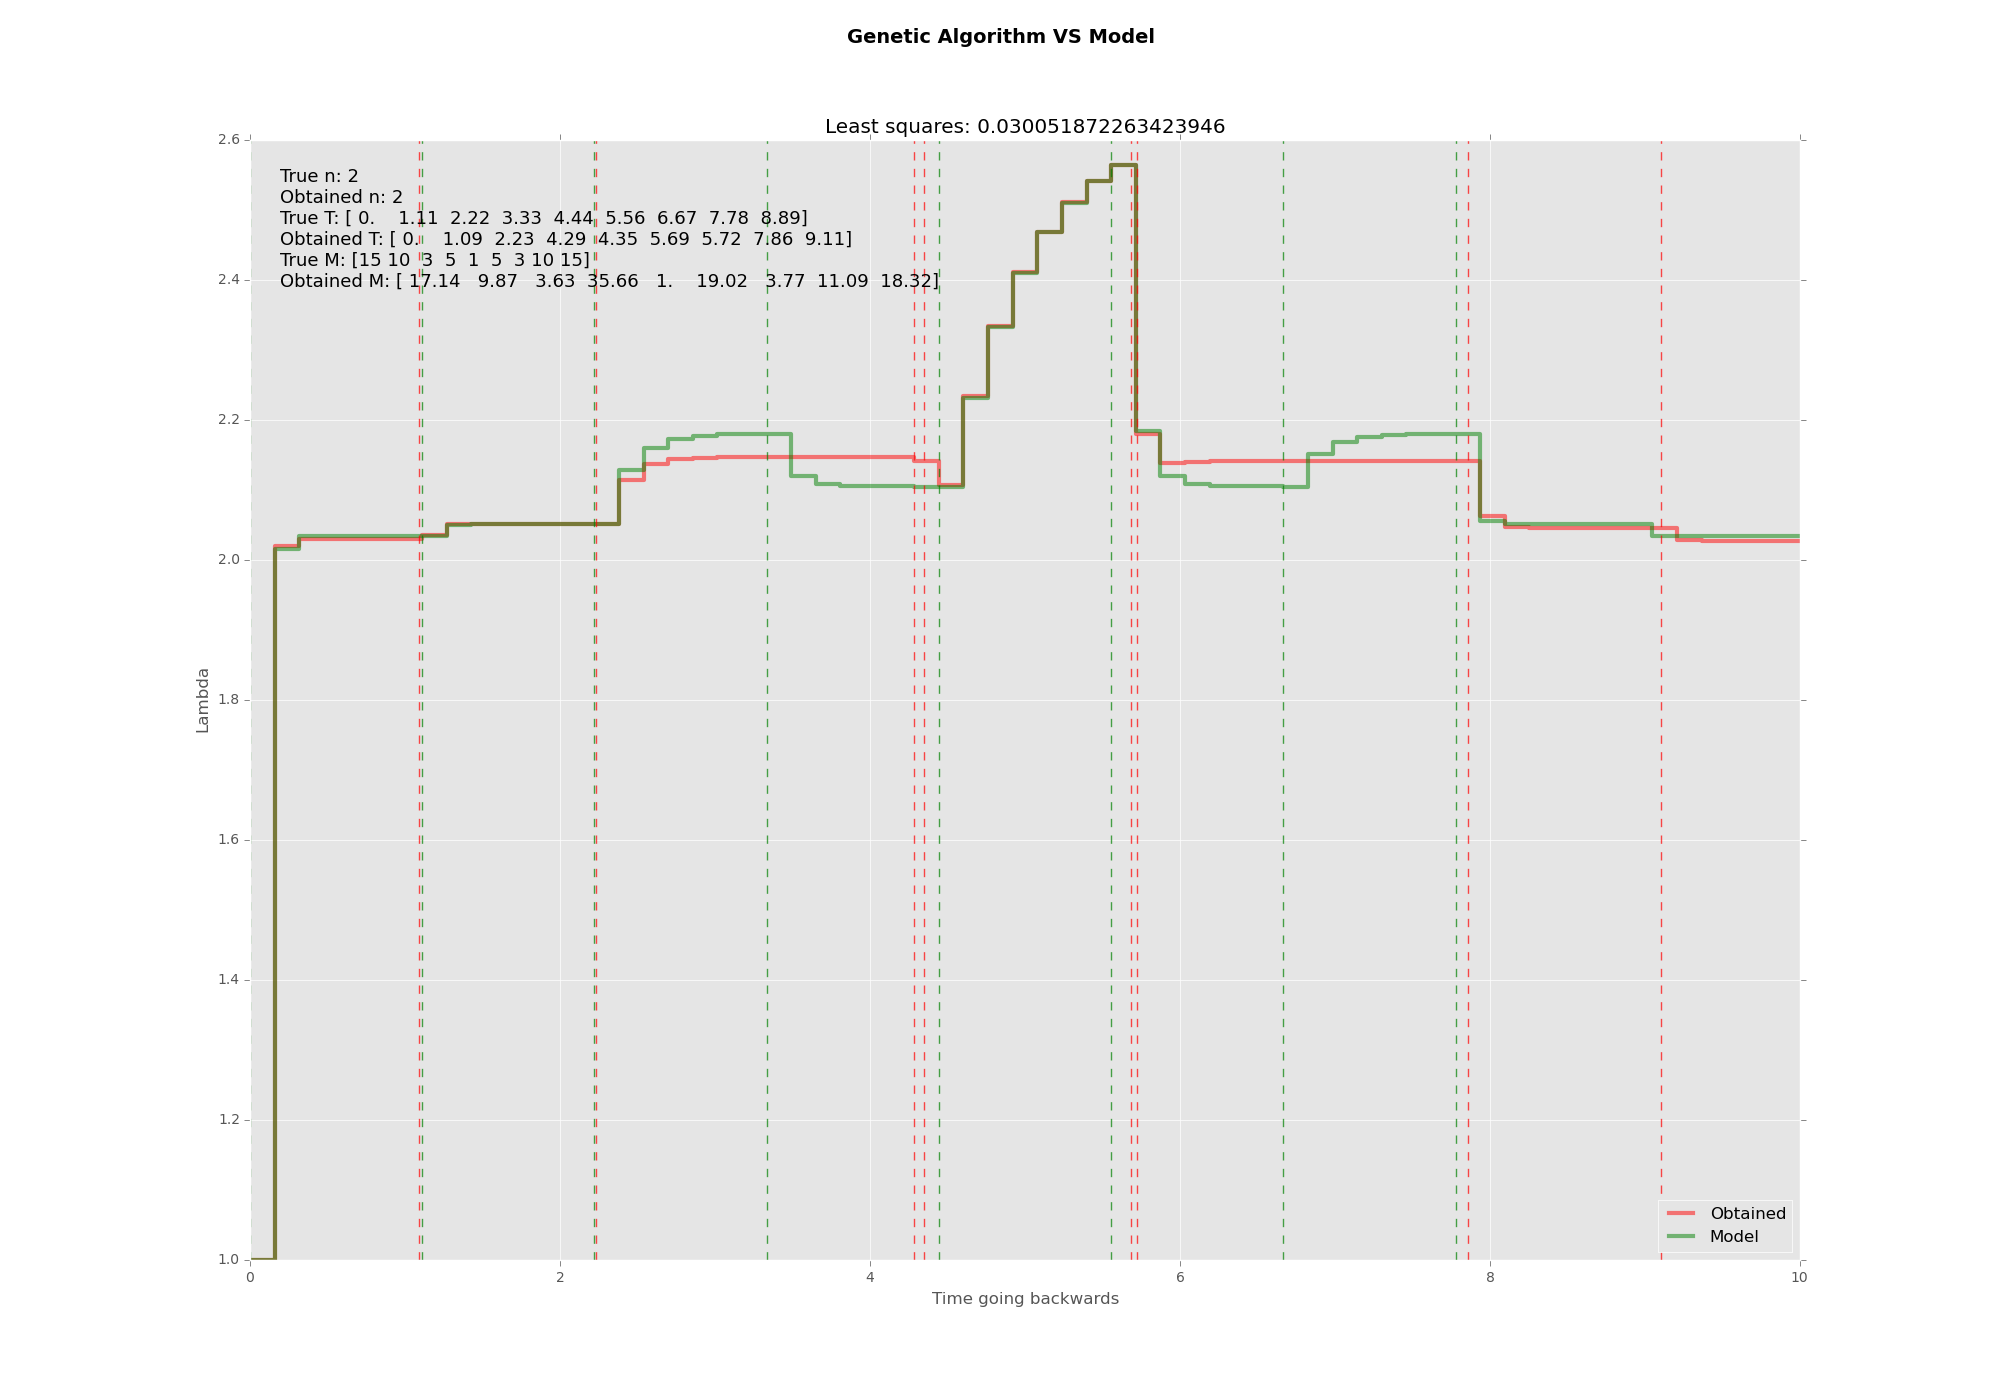 Genetic Algorithm VS Model
Least squares: 0.030051872263423946
True n: 2
Obtained n: 2
True T: [ 0.    1.11  2.22  3.33  4.44  5.56  6.67  7.78  8.89]
Obtained T: [ 0.    1.09  2.23  4.29  4.35  5.69  5.72  7.86  9.11]
True M: [15 10  3  5  1  5  3 10 15]
Obtained M: [ 17.14   9.87   3.63  35.66   1.    19.02   3.77  11.09  18.32]
2.6
2.4
2.2
2.0
1.8
1.6
1.4
1.2
1.0
Lambda
0 2 4 6 8 10
Time going backwards
Obtained
Model